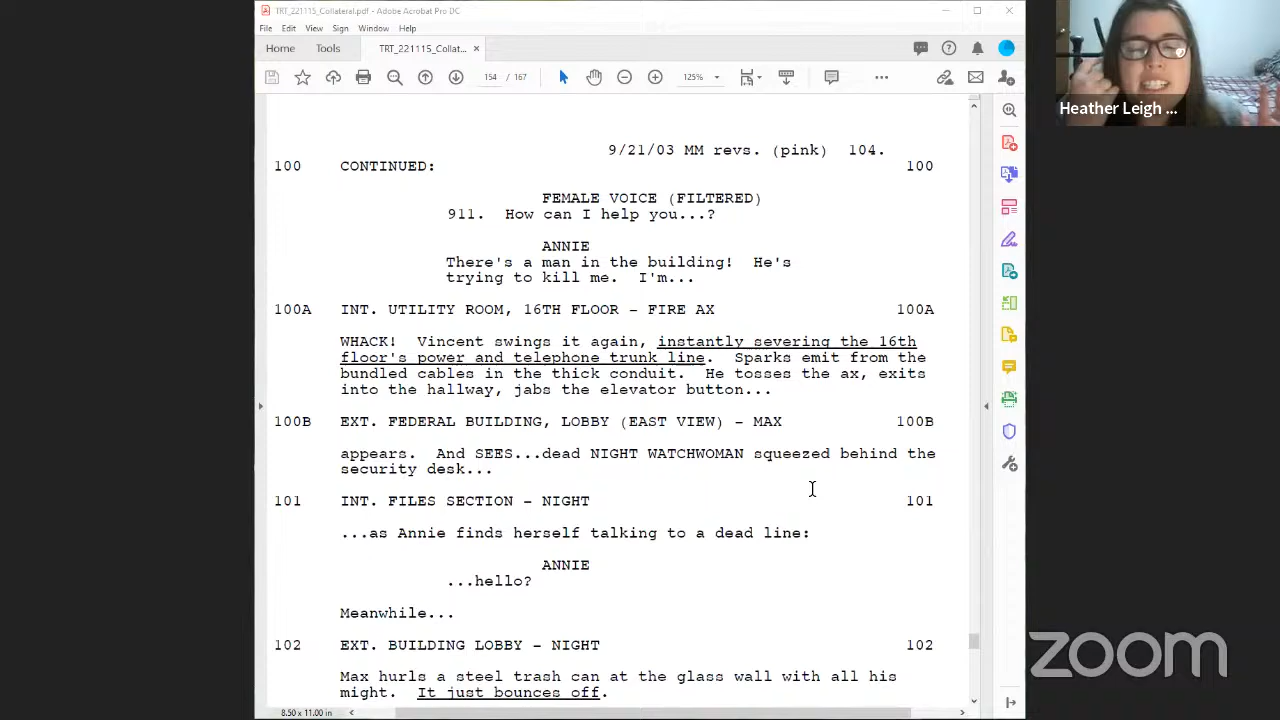 TRT_221115_Collateral.pdf - Adobe Acrobat Pro DC
File Edit View Sign Window Help
Home Tools TRT_221115_Collat... ×
154 / 167 125%
9/21/03 MM revs. (pink) 104.
100 CONTINUED: 100
FEMALE VOICE (FILTERED)
911. How can I help you...?
ANNIE
There's a man in the building! He's
trying to kill me. I'm...
100A INT. UTILITY ROOM, 16TH FLOOR - FIRE AX 100A
WHACK! Vincent swings it again, instantly severing the 16th
floor's power and telephone trunk line. Sparks emit from the
bundled cables in the thick conduit. He tosses the ax, exits
into the hallway, jabs the elevator button...
100B EXT. FEDERAL BUILDING, LOBBY (EAST VIEW) - MAX 100B
appears. And SEES...dead NIGHT WATCHWOMAN squeezed behind the
security desk...
101 INT. FILES SECTION - NIGHT 101
...as Annie finds herself talking to a dead line:
ANNIE
...hello?
Meanwhile...
102 EXT. BUILDING LOBBY - NIGHT 102
Max hurls a steel trash can at the glass wall with all his
might. It just bounces off.
8.50 x 11.00 in
Heather Leigh ...
zoom